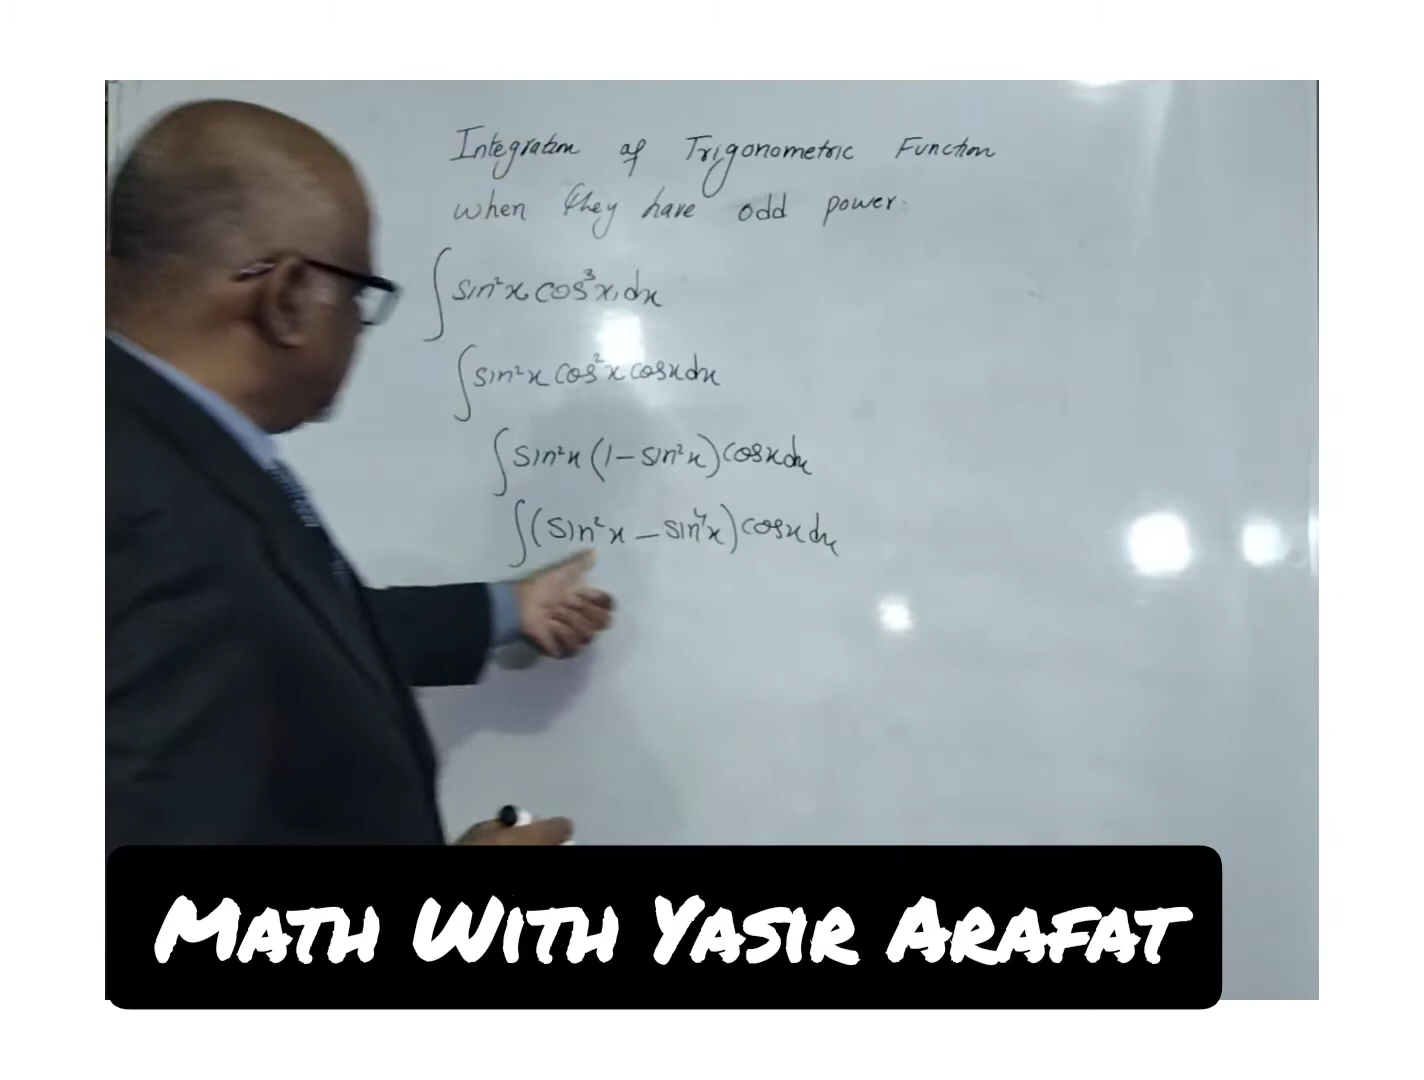 Integration of Trigonometric Function
when they have odd power.
∫ sin²x cos³x dx
∫ sin²x cos²x cosx dx
∫ sin²x (1 – sin²x) cosx dx
∫ (sin²x – sin⁴x) cosx dx
MATH WITH YASIR ARAFAT